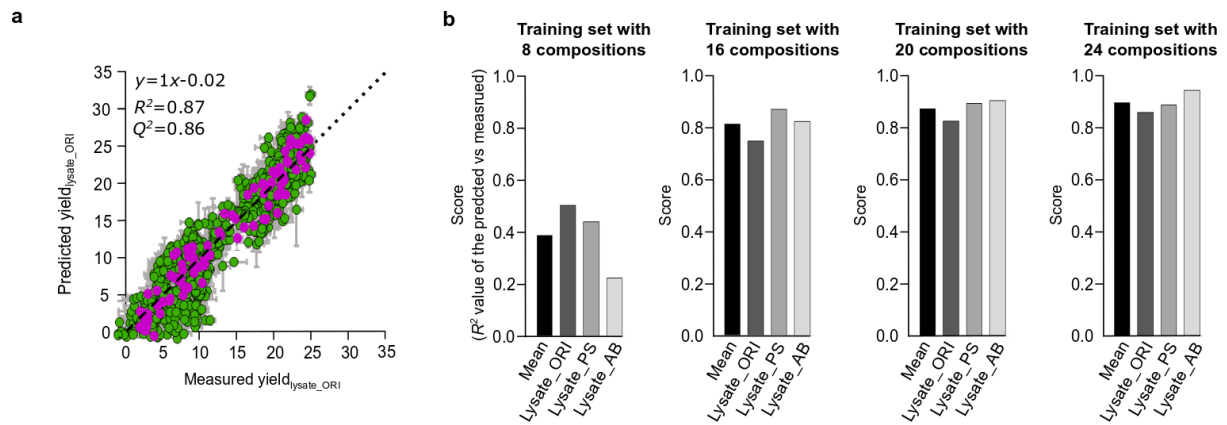 a
y=1x-0.02
R²=0.87
Q²=0.86
35
30
25
20
15
10
5
0
0 5 10 15 20 25 30 35
Predicted yield lysate_ORI
Measured yield lysate_ORI
b
Training set with
8 compositions
Score
(R² value of the predcted vs measrued)
1.0
0.8
0.6
0.4
0.2
0.0
Mean
Lysate_ORI
Lysate_PS
Lysate_AB
Training set with
16 compositions
Score
1.0
0.8
0.6
0.4
0.2
0.0
Mean
Lysate_ORI
Lysate_PS
Lysate_AB
Training set with
20 compositions
Score
1.0
0.8
0.6
0.4
0.2
0.0
Mean
Lysate_ORI
Lysate_PS
Lysate_AB
Training set with
24 compositions
Score
1.0
0.8
0.6
0.4
0.2
0.0
Mean
Lysate_ORI
Lysate_PS
Lysate_AB